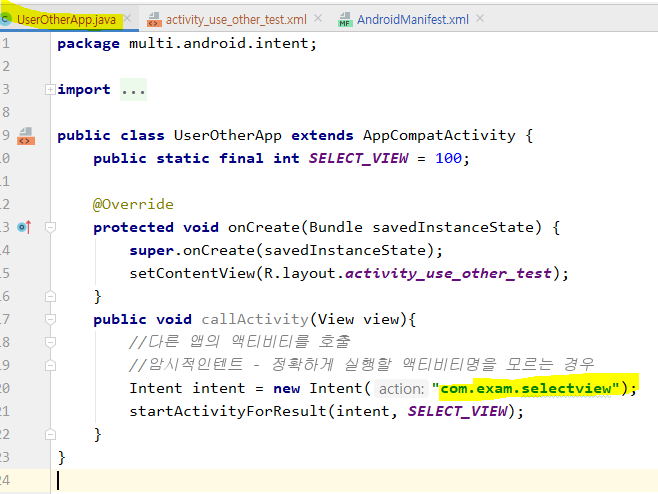 UserOtherApp.java activity_use_other_test.xml AndroidManifest.xml
1 package multi.android.intent;
2
3 import ...
8
9 public class UserOtherApp extends AppCompatActivity {
10 public static final int SELECT_VIEW = 100;
11
12 @Override
13 protected void onCreate(Bundle savedInstanceState) {
14 super.onCreate(savedInstanceState);
15 setContentView(R.layout.activity_use_other_test);
16 }
17 public void callActivity(View view){
18 //다른 앱의 액티비티를 호출
19 //암시적인텐트 - 정확하게 실행할 액티비티명을 모르는 경우
20 Intent intent = new Intent( action: "com.exam.selectview");
21 startActivityForResult(intent, SELECT_VIEW);
22 }
23 }
24